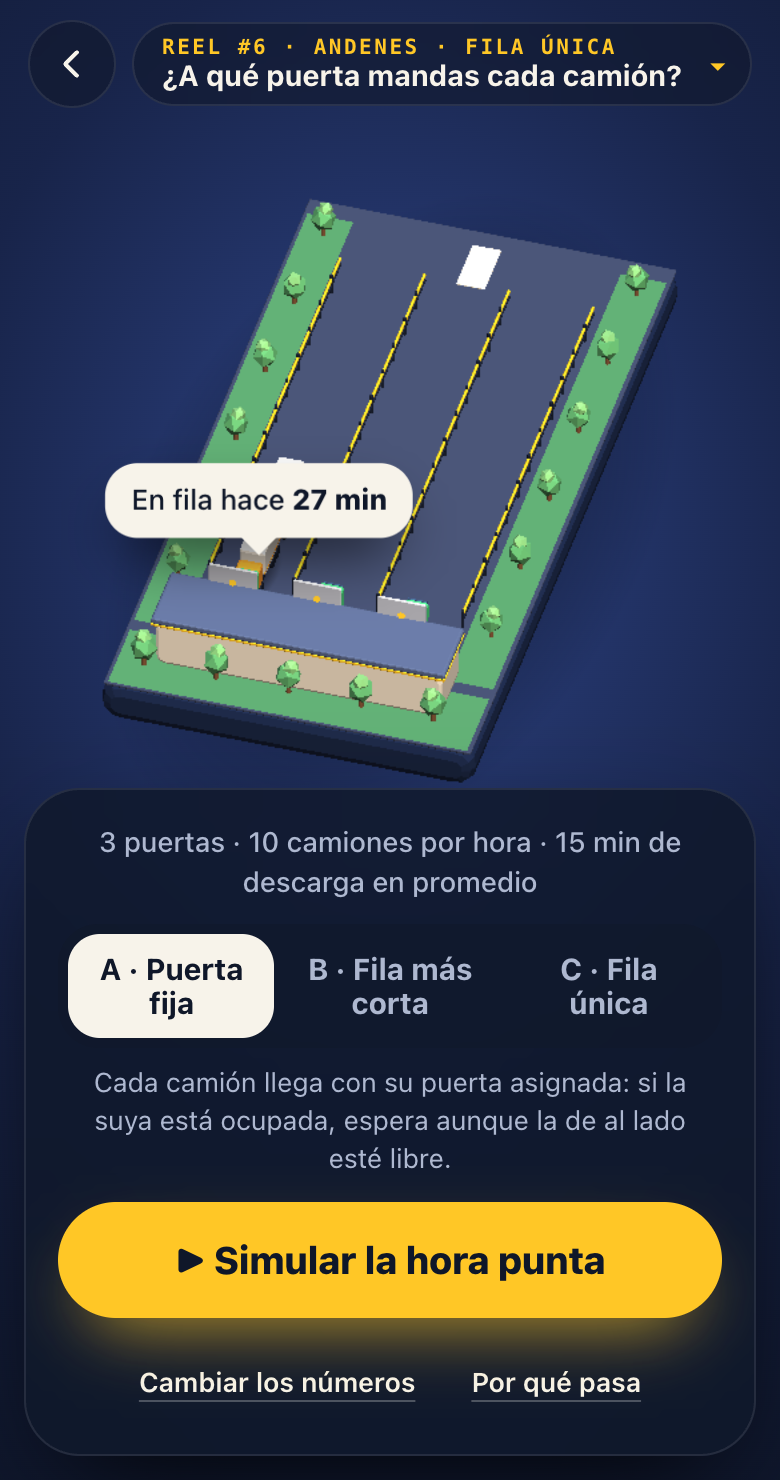 REEL #6 · ANDENES · FILA ÚNICA
¿A qué puerta mandas cada camión?
En fila hace 27 min
3 puertas · 10 camiones por hora · 15 min de
descarga en promedio
A · Puerta
fija
B · Fila más
corta
C · Fila
única
Cada camión llega con su puerta asignada: si la
suya está ocupada, espera aunque la de al lado
esté libre.
Simular la hora punta
Cambiar los números
Por qué pasa